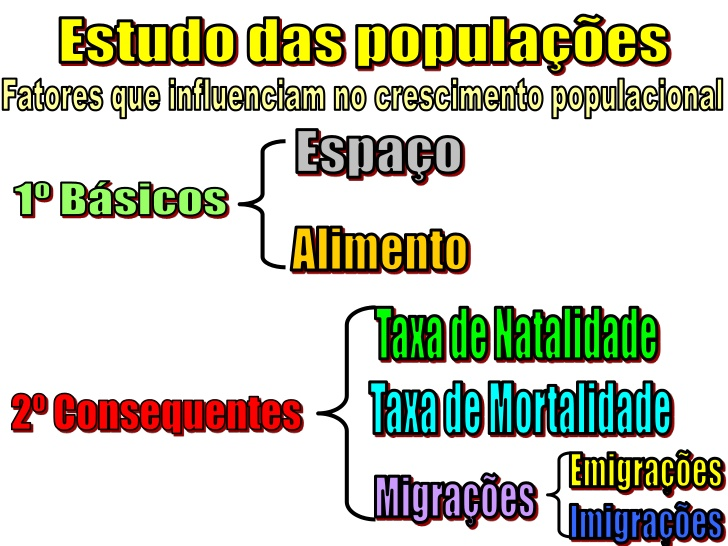 Estudo das populações
Fatores que influenciam no crescimento populacional
1º Básicos
Espaço
Alimento
2º Consequentes
Taxa de Natalidade
Taxa de Mortalidade
Migrações
Emigrações
Imigrações